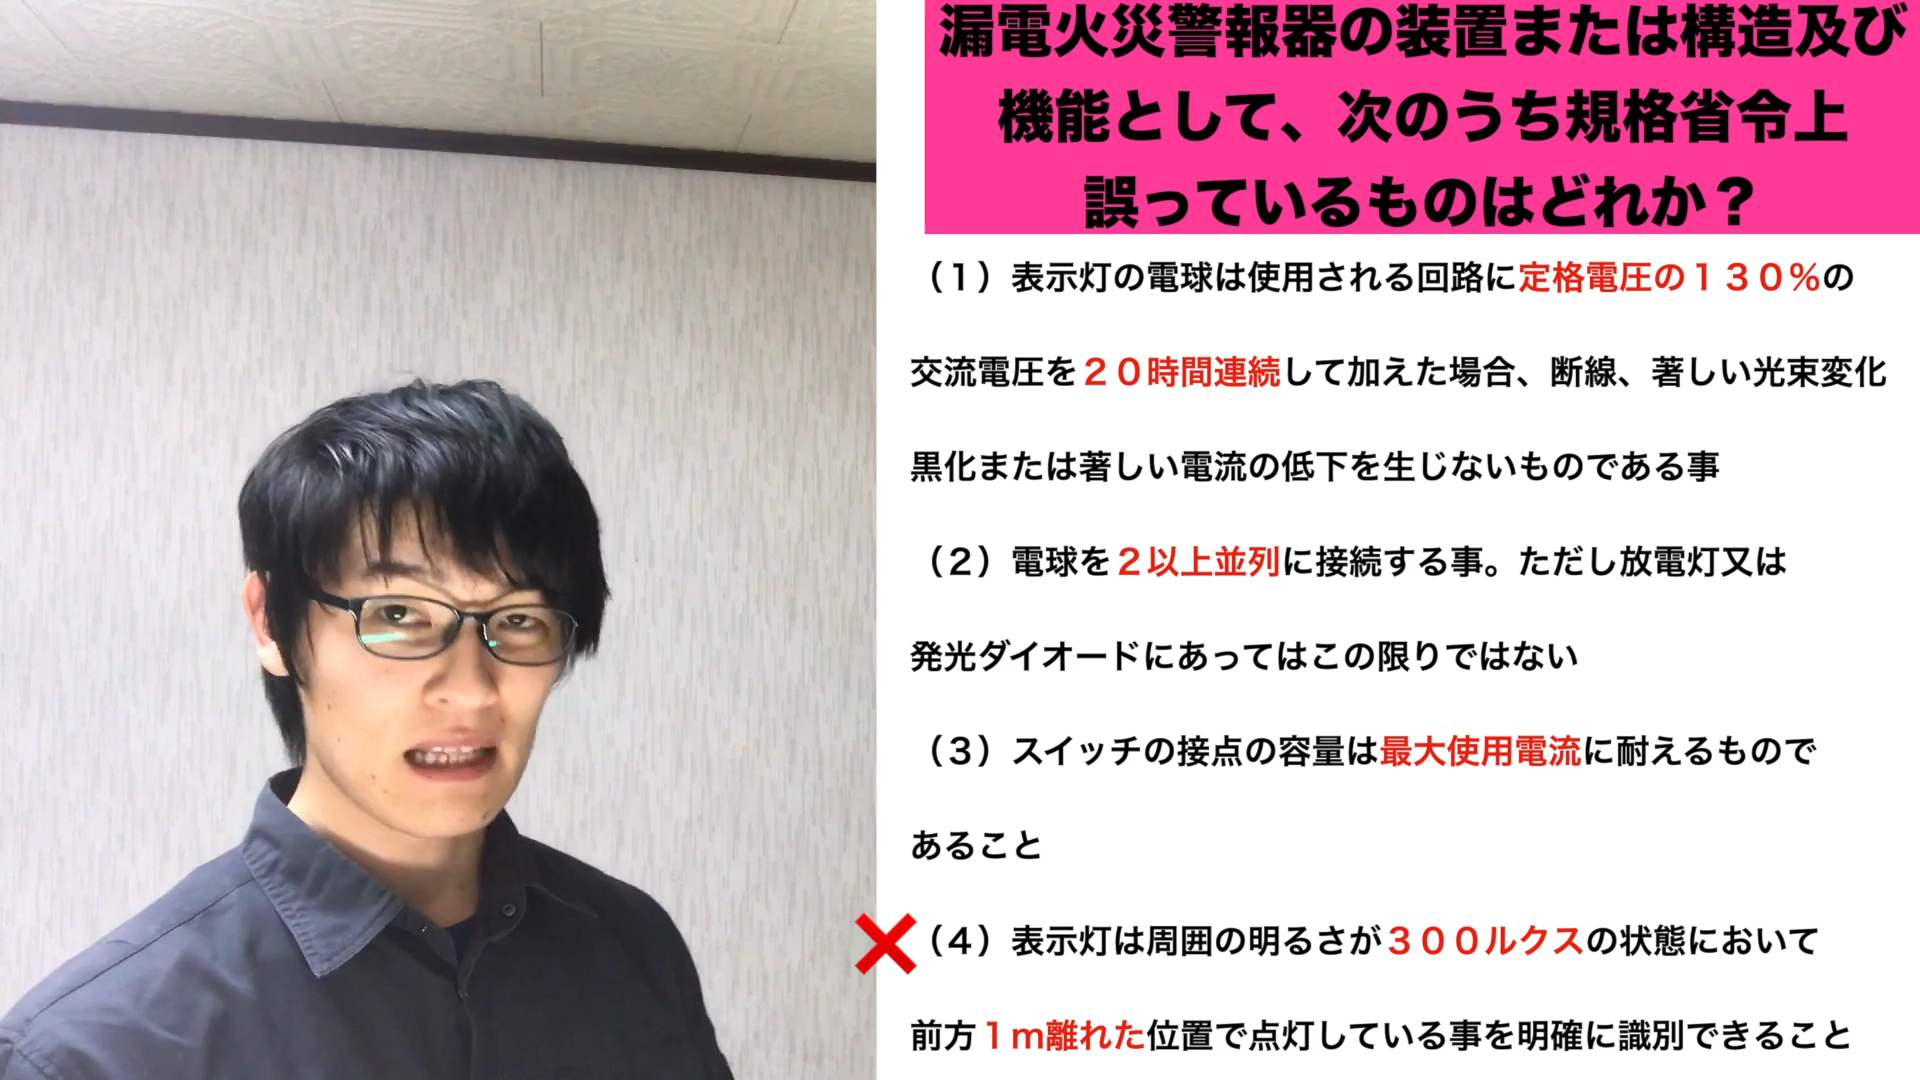 漏電火災警報器の装置または構造及び
機能として、次のうち規格省令上
誤っているものはどれか？
（１）表示灯の電球は使用される回路に定格電圧の１３０％の
交流電圧を２０時間連続して加えた場合、断線、著しい光束変化
黒化または著しい電流の低下を生じないものである事
（２）電球を２以上並列に接続する事。ただし放電灯又は
発光ダイオードにあってはこの限りではない
（３）スイッチの接点の容量は最大使用電流に耐えるもので
あること
（４）表示灯は周囲の明るさが３００ルクスの状態において
前方１ｍ離れた位置で点灯している事を明確に識別できること